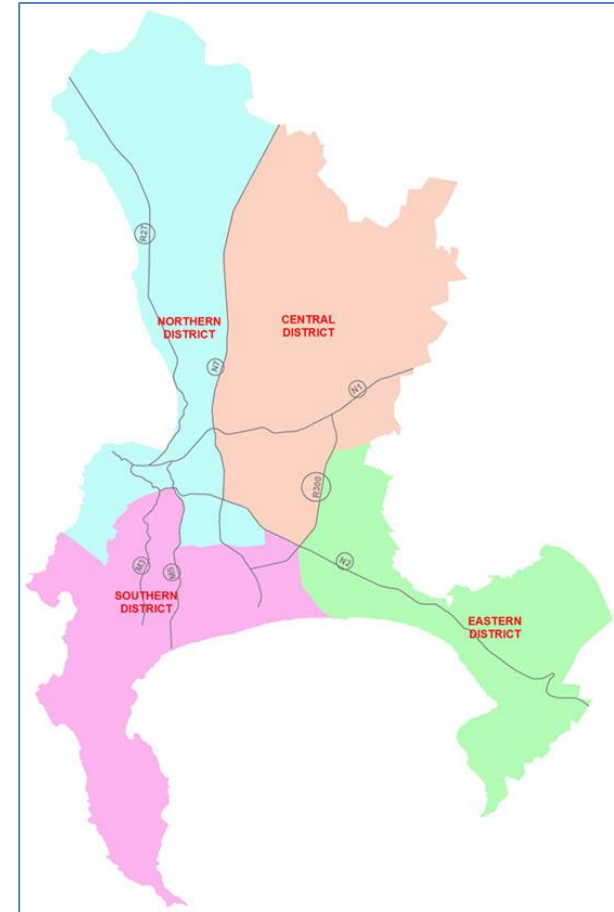 R27
NORTHERN
DISTRICT
CENTRAL
DISTRICT
N7
N1
R300
N2
M3
M5
SOUTHERN
DISTRICT
EASTERN
DISTRICT